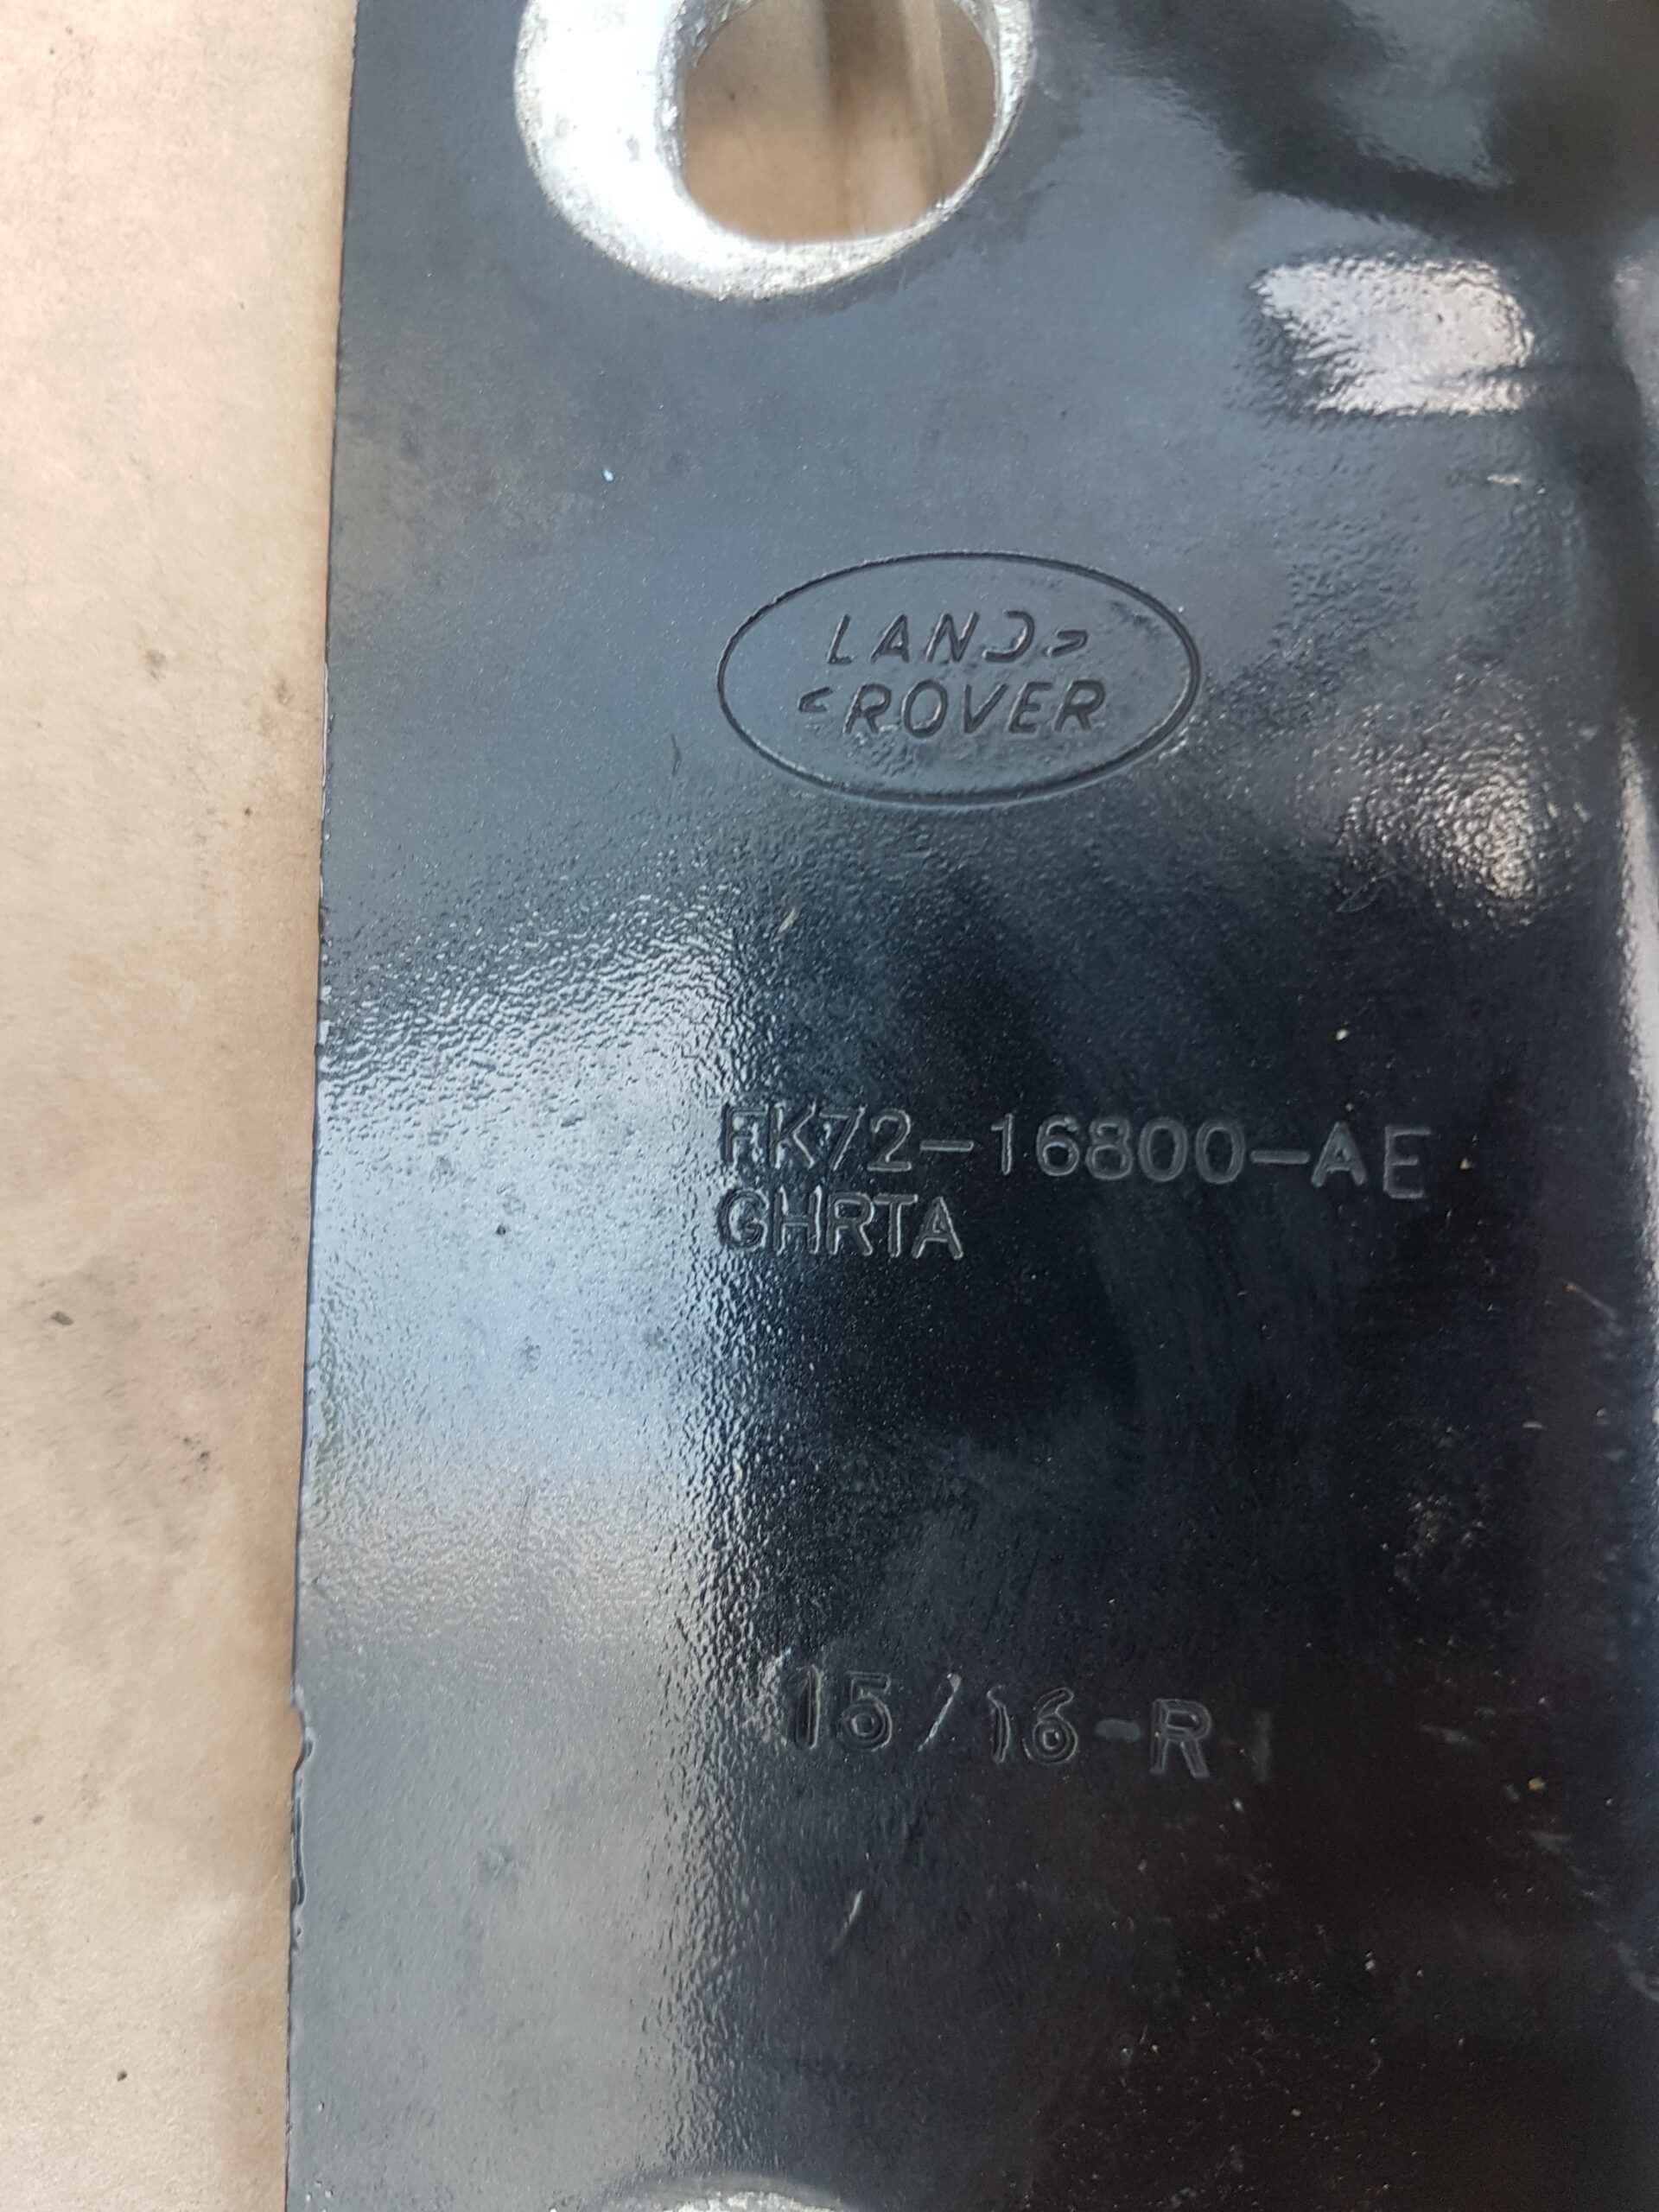 LAND
ROVER
FK72-16800-AE
GHRTA
15/16-R